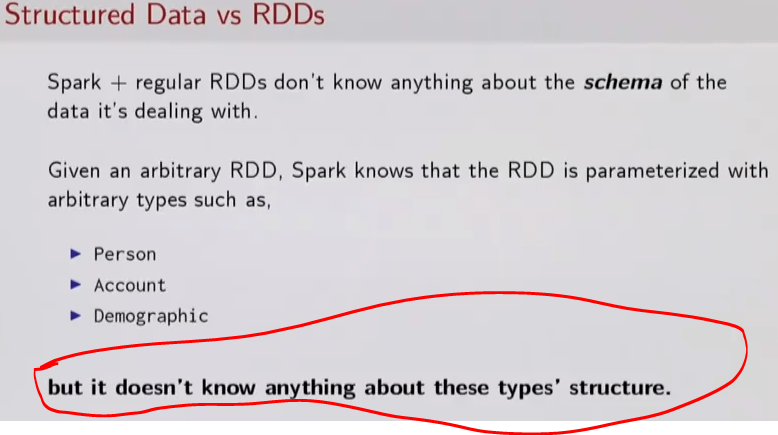 Structured Data vs RDDs
Spark + regular RDDs don't know anything about the schema of the
data it's dealing with.
Given an arbitrary RDD, Spark knows that the RDD is parameterized with
arbitrary types such as,
▶ Person
▶ Account
▶ Demographic
but it doesn't know anything about these types' structure.